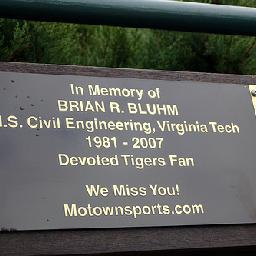 In Memory of
BRIAN R. BLUHM
.S. Civil Engineering, Virginia Tech
1981 - 2007
Devoted Tigers Fan
We Miss You!
Motownsports.com